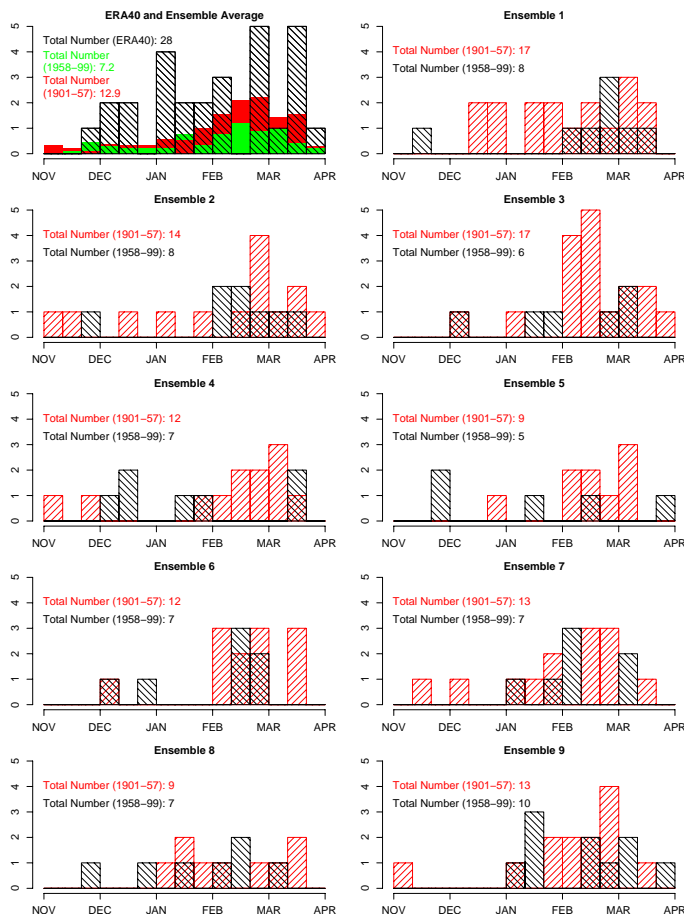 ERA40 and Ensemble Average
Total Number (ERA40): 28
Total Number
(1958−99): 7.2
Total Number
(1901−57): 12.9
0 1 2 3 4 5
NOV DEC JAN FEB MAR APR
Ensemble 1
Total Number (1901−57): 17
Total Number (1958−99): 8
0 1 2 3 4 5
NOV DEC JAN FEB MAR APR
Ensemble 2
Total Number (1901−57): 14
Total Number (1958−99): 8
0 1 2 3 4 5
NOV DEC JAN FEB MAR APR
Ensemble 3
Total Number (1901−57): 17
Total Number (1958−99): 6
0 1 2 3 4 5
NOV DEC JAN FEB MAR APR
Ensemble 4
Total Number (1901−57): 12
Total Number (1958−99): 7
0 1 2 3 4 5
NOV DEC JAN FEB MAR APR
Ensemble 5
Total Number (1901−57): 9
Total Number (1958−99): 5
0 1 2 3 4 5
NOV DEC JAN FEB MAR APR
Ensemble 6
Total Number (1901−57): 12
Total Number (1958−99): 7
0 1 2 3 4 5
NOV DEC JAN FEB MAR APR
Ensemble 7
Total Number (1901−57): 13
Total Number (1958−99): 7
0 1 2 3 4 5
NOV DEC JAN FEB MAR APR
Ensemble 8
Total Number (1901−57): 9
Total Number (1958−99): 7
0 1 2 3 4 5
NOV DEC JAN FEB MAR APR
Ensemble 9
Total Number (1901−57): 13
Total Number (1958−99): 10
0 1 2 3 4 5
NOV DEC JAN FEB MAR APR